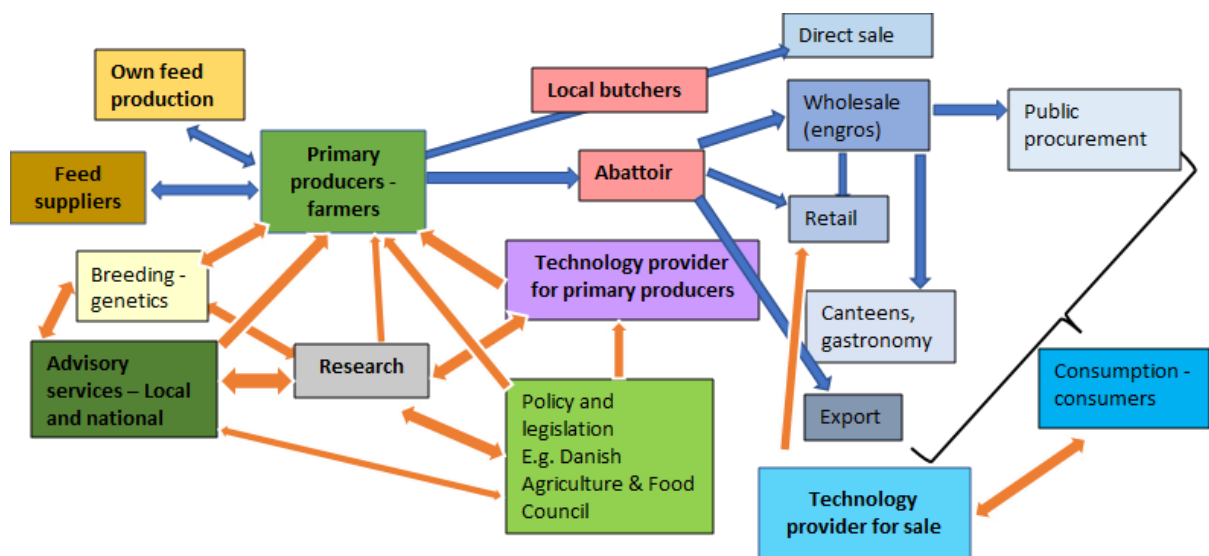 Direct sale
Own feed
production
Local butchers
Wholesale
(engros)
Public
procurement
Primary
producers -
farmers
Feed
suppliers
Abattoir
Retail
Breeding -
genetics
Technology provider
for primary producers
Canteens,
gastronomy
Advisory
services – Local
and national
Research
Consumption -
consumers
Policy and
legislation
E.g. Danish
Agriculture & Food
Council
Export
Technology
provider for sale